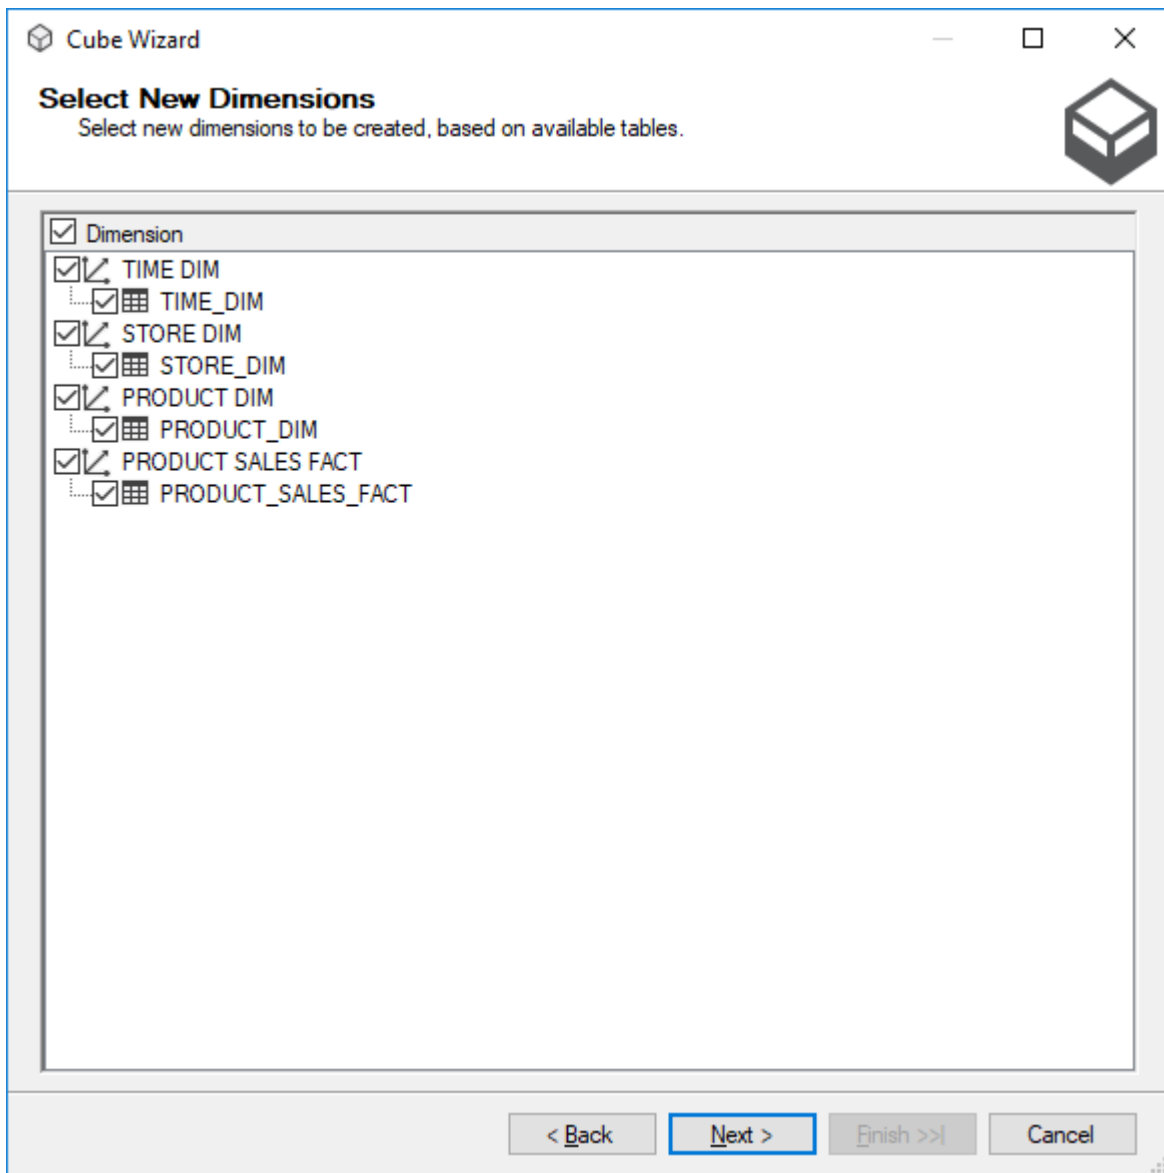 Cube Wizard
Select New Dimensions
Select new dimensions to be created, based on available tables.
Dimension
TIME DIM
TIME_DIM
STORE DIM
STORE_DIM
PRODUCT DIM
PRODUCT_DIM
PRODUCT SALES FACT
PRODUCT_SALES_FACT
< Back Next > Finish >>| Cancel